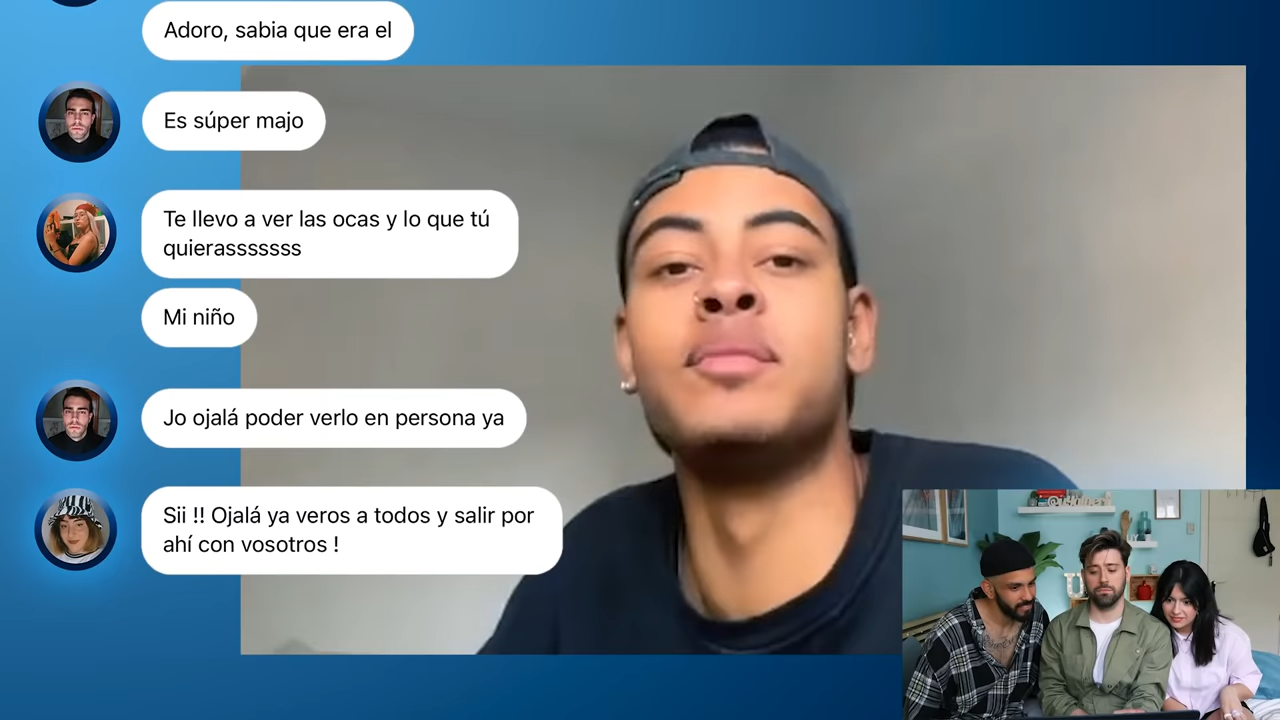 Adoro, sabia que era el
Es súper majo
Te llevo a ver las ocas y lo que tú
quierasssssss
Mi niño
Jo ojalá poder verlo en persona ya
Sii !! Ojalá ya veros a todos y salir por
ahí con vosotros !